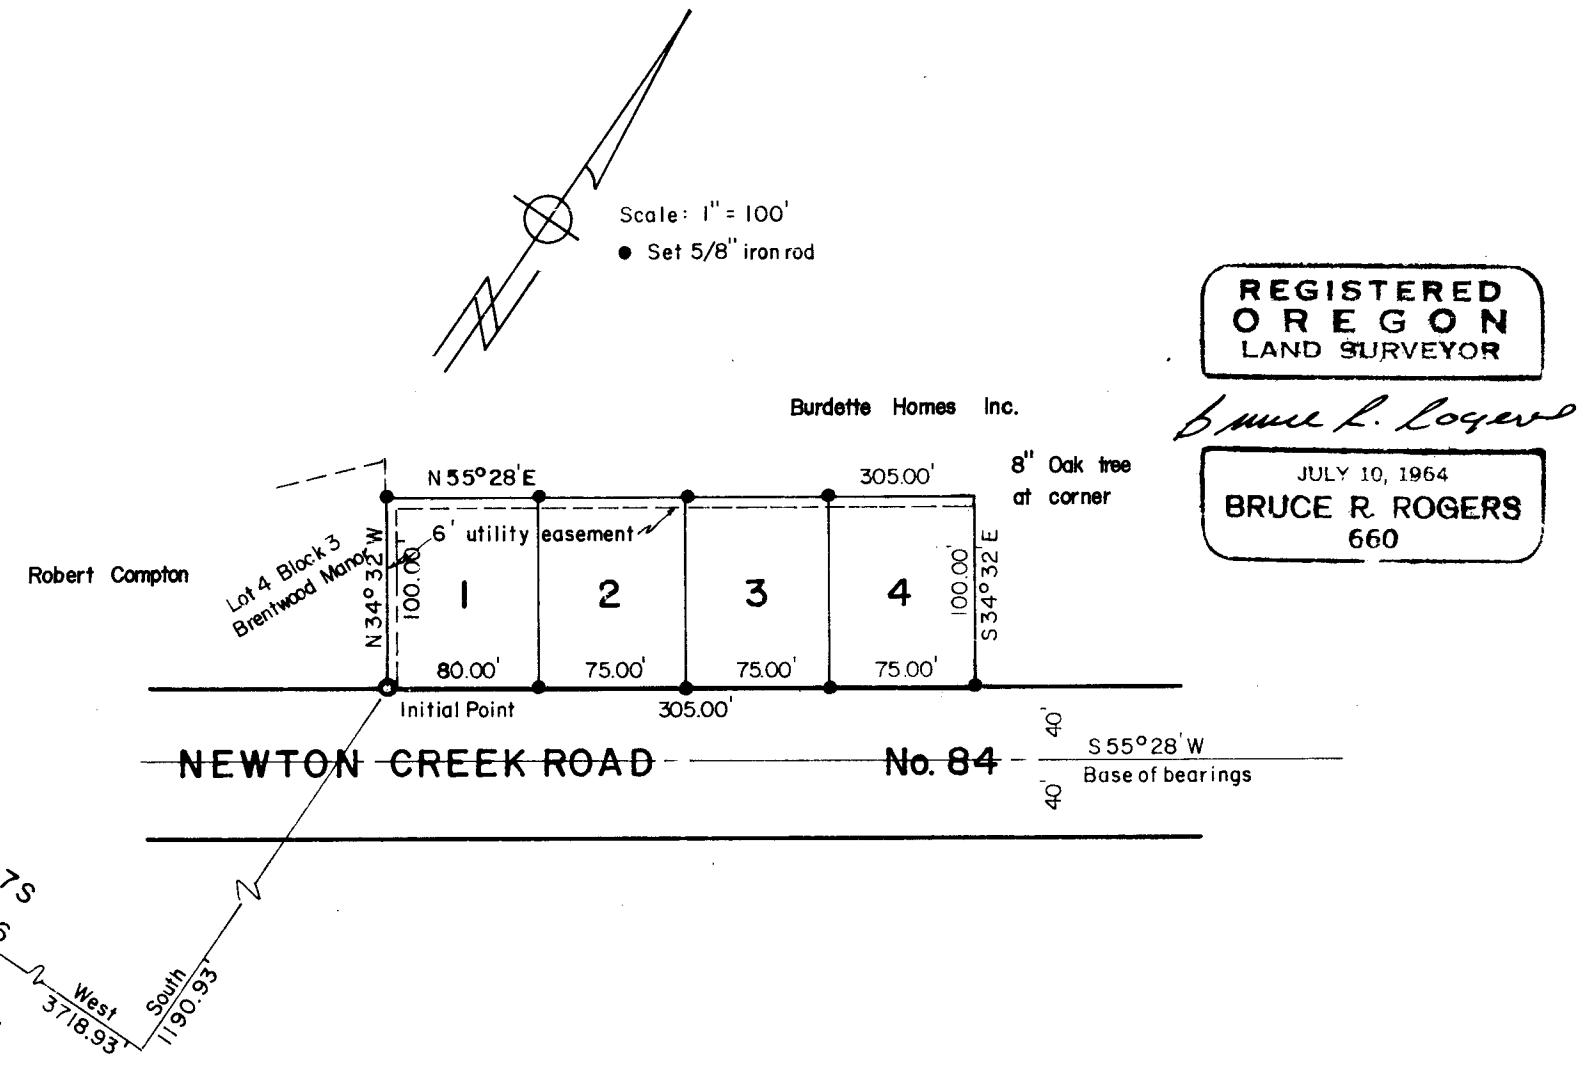 Scale: 1" = 100'
● Set 5/8" iron rod
REGISTERED
OREGON
LAND SURVEYOR
Bruce R. Rogers
JULY 10, 1964
BRUCE R. ROGERS
660
Burdette Homes Inc.
8" Oak tree
at corner
N 55° 28' E
305.00'
6' utility easement
Robert Compton
Lot 4 Block 3
Brentwood Manor
N 34° 32' W
100.00'
1
2
3
4
100.00'
S 34° 32' E
80.00'
75.00'
75.00'
75.00'
Initial Point
305.00'
NEWTON CREEK ROAD No. 84
40'
40'
S 55° 28' W
Base of bearings
7S
6
West
3718.93'
South
1190.93'